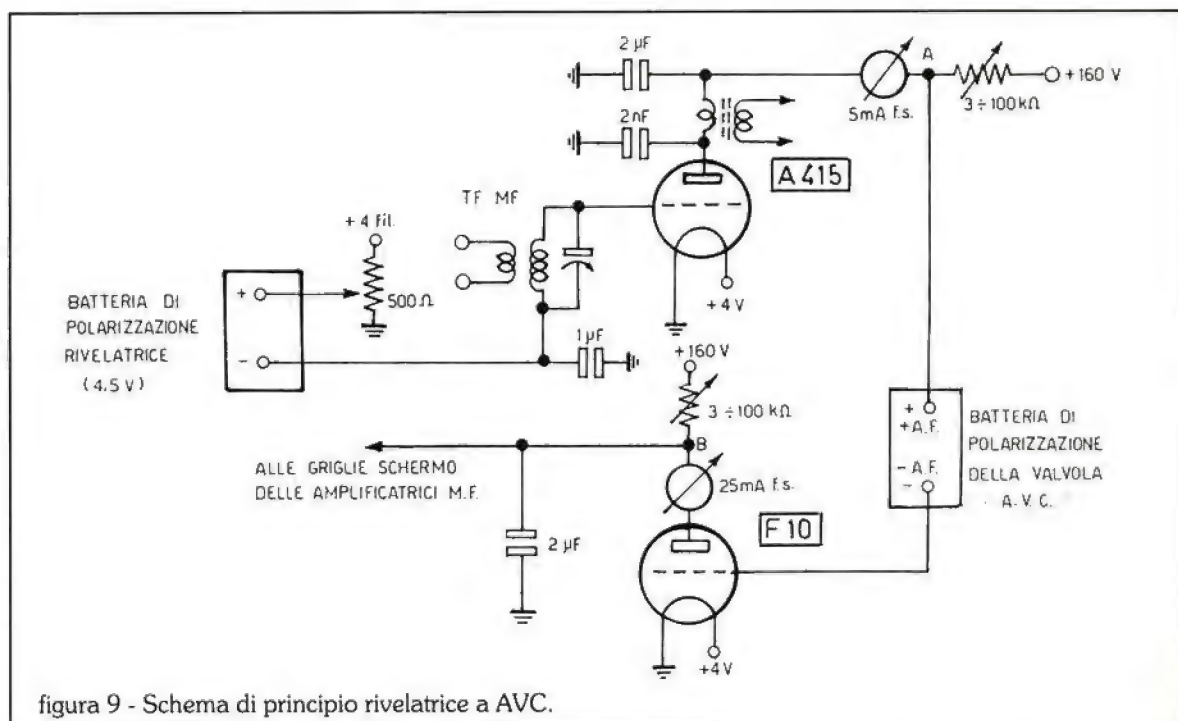 2 µF
A
+160 V
3 ÷ 100 kΩ
5mA f.s.
2 nF
A 415
TF MF
+ 4 Fil.
500 Ω
+
-
BATTERIA DI
POLARIZZAZIONE
RIVELATRICE
(4.5 V)
1 µF
+ 4 V
+160 V
3 ÷ 100 kΩ
B
ALLE GRIGLIE SCHERMO
DELLE AMPLIFICATRICI M.F.
25mA f.s.
2 µF
F 10
+4 V
+
+A.F.
-A.F.
-
BATTERIA DI
POLARIZZAZIONE
DELLA VALVOLA
A.V.C.
figura 9 - Schema di principio rivelatrice a AVC.